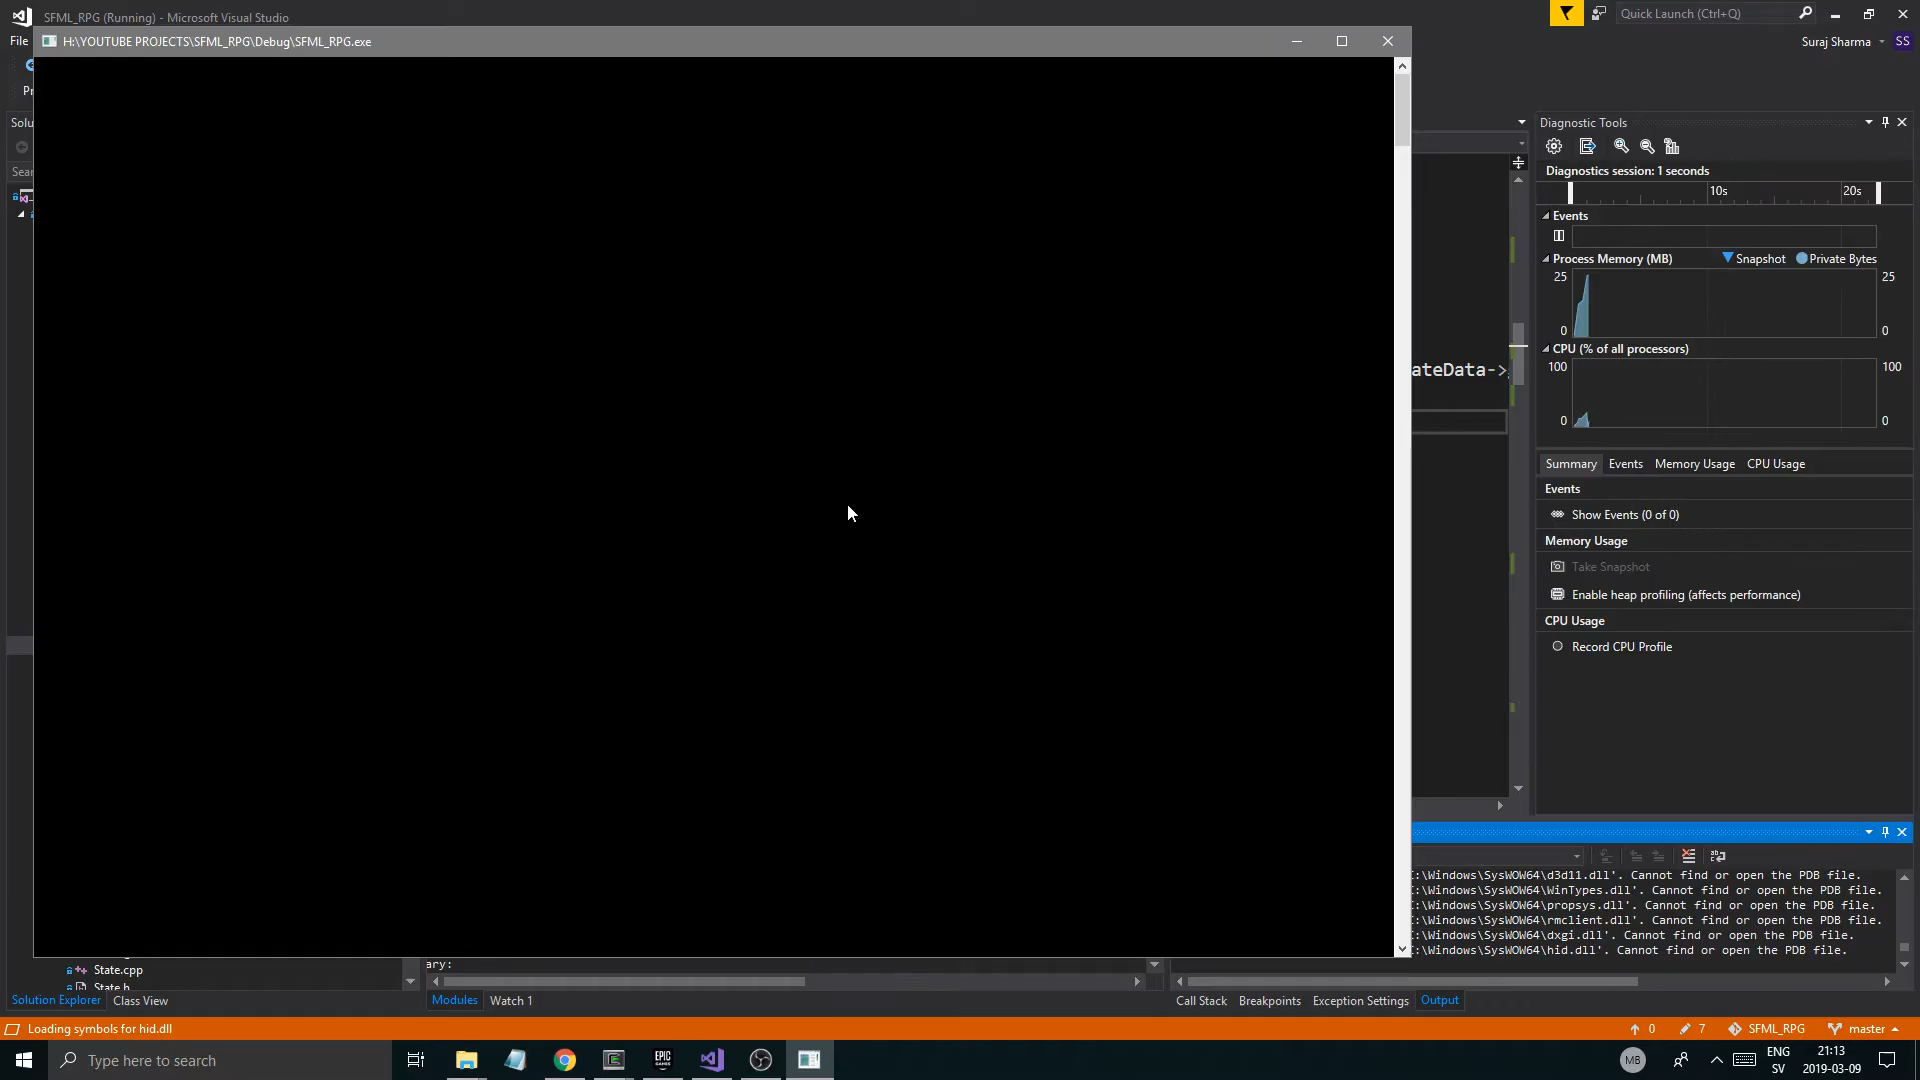 SFML_RPG (Running) - Microsoft Visual Studio
Quick Launch (Ctrl+Q)
File
H:\YOUTUBE PROJECTS\SFML_RPG\Debug\SFML_RPG.exe
Suraj Sharma
SS
Pr
Solu
Diagnostic Tools
Sear
Diagnostics session: 1 seconds
10s
20s
Events
Process Memory (MB)
Snapshot
Private Bytes
25
25
0
0
CPU (% of all processors)
100
100
ateData->
0
0
Summary
Events
Memory Usage
CPU Usage
Events
Show Events (0 of 0)
Memory Usage
Take Snapshot
Enable heap profiling (affects performance)
CPU Usage
Record CPU Profile
:\Windows\SysWOW64\d3d11.dll'. Cannot find or open the PDB file.
:\Windows\SysWOW64\WinTypes.dll'. Cannot find or open the PDB file.
:\Windows\SysWOW64\propsys.dll'. Cannot find or open the PDB file.
:\Windows\SysWOW64\rmclient.dll'. Cannot find or open the PDB file.
:\Windows\SysWOW64\dxgi.dll'. Cannot find or open the PDB file.
:\Windows\SysWOW64\hid.dll'. Cannot find or open the PDB file.
ary:
State.cpp
State.h
Solution Explorer
Class View
Modules
Watch 1
Call Stack
Breakpoints
Exception Settings
Output
Loading symbols for hid.dll
0
7
SFML_RPG
master
Type here to search
EPIC
GAMES
MB
ENG
SV
21:13
2019-03-09